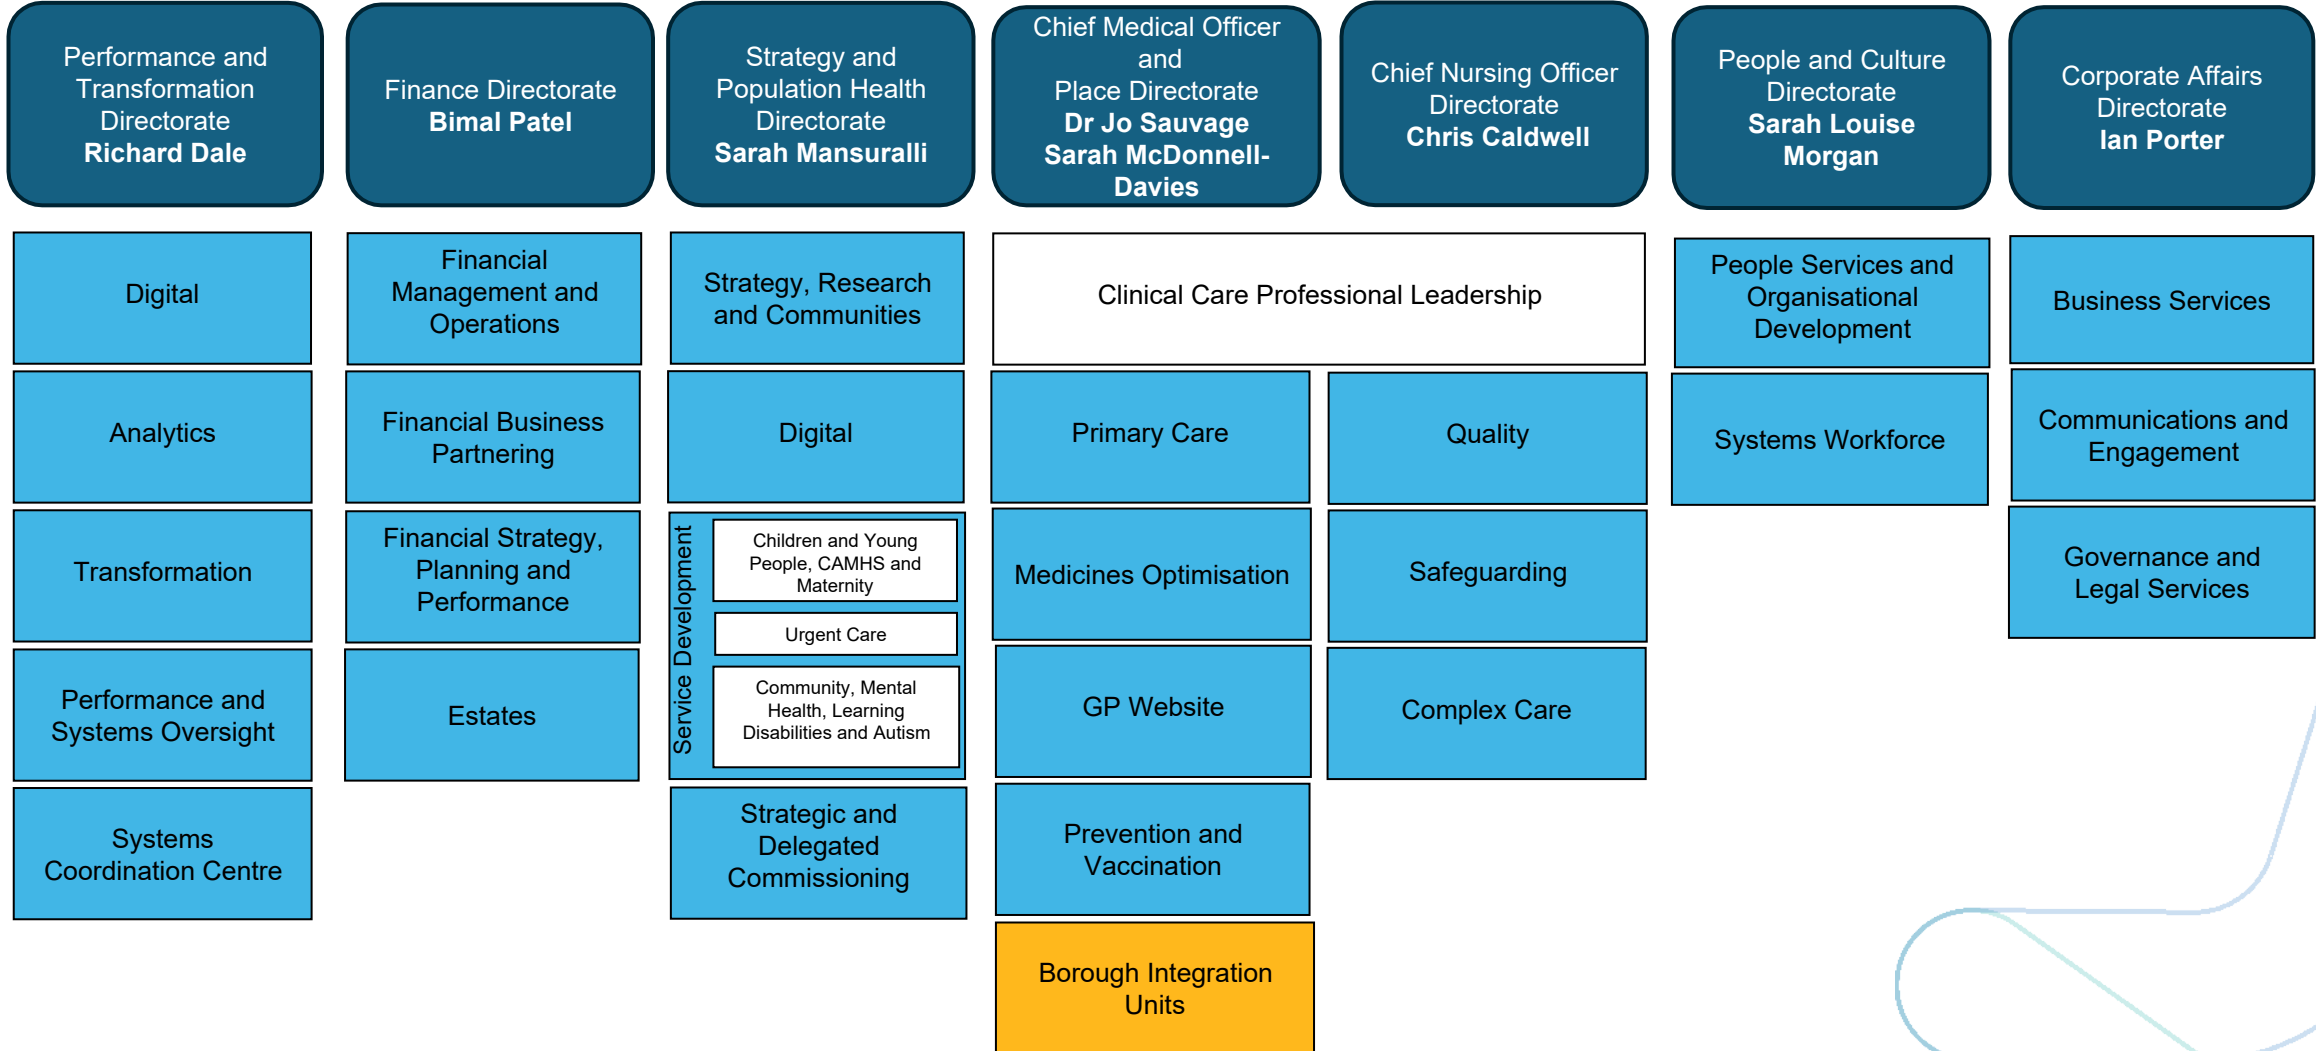 Performance and
Transformation
Directorate
Richard Dale
Finance Directorate
Bimal Patel
Strategy and
Population Health
Directorate
Sarah Mansuralli
Chief Medical Officer
and
Place Directorate
Dr Jo Sauvage
Sarah McDonnell-
Davies
Chief Nursing Officer
Directorate
Chris Caldwell
People and Culture
Directorate
Sarah Louise
Morgan
Corporate Affairs
Directorate
Ian Porter
Digital
Analytics
Transformation
Performance and
Systems Oversight
Systems
Coordination Centre
Financial
Management and
Operations
Financial Business
Partnering
Financial Strategy,
Planning and
Performance
Estates
Strategy, Research
and Communities
Digital
Service Development
Children and Young
People, CAMHS and
Maternity
Urgent Care
Community, Mental
Health, Learning
Disabilities and Autism
Strategic and
Delegated
Commissioning
Clinical Care Professional Leadership
Primary Care
Medicines Optimisation
GP Website
Prevention and
Vaccination
Borough Integration
Units
Quality
Safeguarding
Complex Care
People Services and
Organisational
Development
Systems Workforce
Business Services
Communications and
Engagement
Governance and
Legal Services